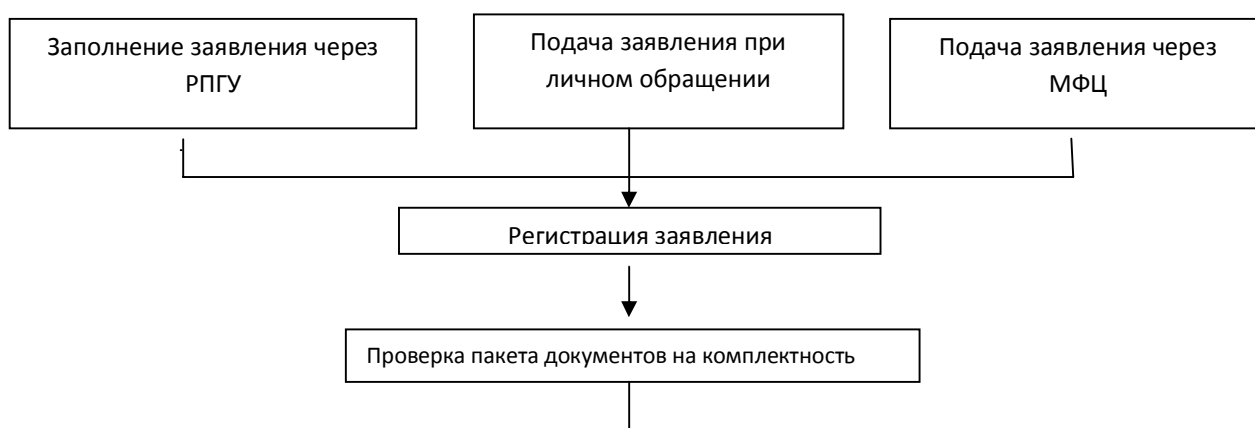 Заполнение заявления через
РПГУ
Подача заявления при
личном обращении
Подача заявления через
МФЦ
Регистрация заявления
Проверка пакета документов на комплектность